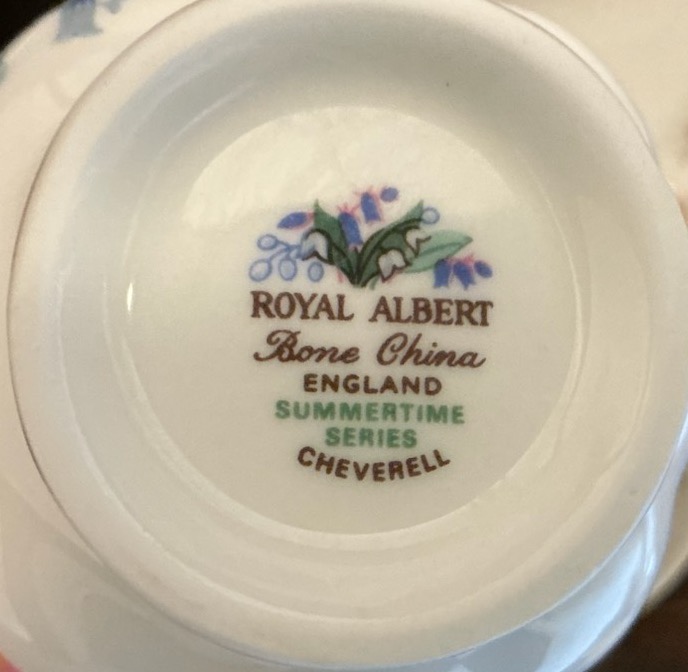 ROYAL ALBERT
Bone China
ENGLAND
SUMMERTIME
SERIES
CHEVERELL